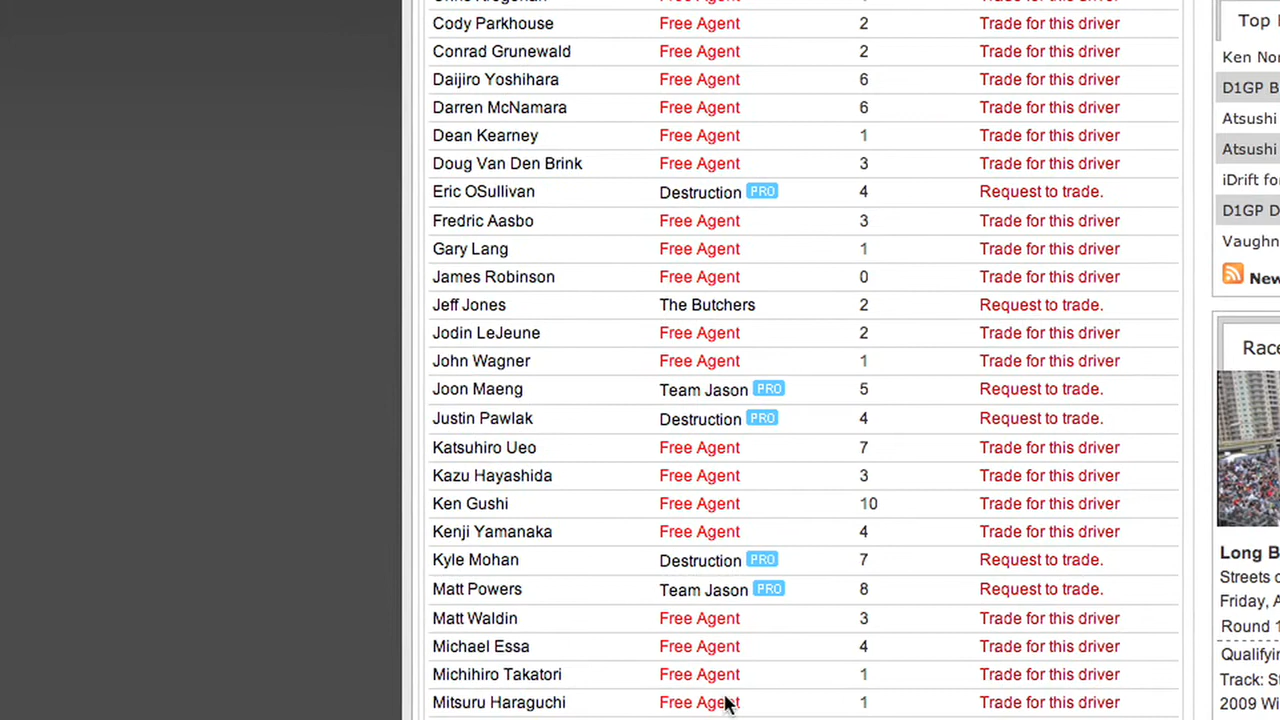 Cody Parkhouse Free Agent 2 Trade for this driver
Conrad Grunewald Free Agent 2 Trade for this driver
Daijiro Yoshihara Free Agent 6 Trade for this driver
Darren McNamara Free Agent 6 Trade for this driver
Dean Kearney Free Agent 1 Trade for this driver
Doug Van Den Brink Free Agent 3 Trade for this driver
Eric OSullivan Destruction PRO 4 Request to trade.
Fredric Aasbo Free Agent 3 Trade for this driver
Gary Lang Free Agent 1 Trade for this driver
James Robinson Free Agent 0 Trade for this driver
Jeff Jones The Butchers 2 Request to trade.
Jodin LeJeune Free Agent 2 Trade for this driver
John Wagner Free Agent 1 Trade for this driver
Joon Maeng Team Jason PRO 5 Request to trade.
Justin Pawlak Destruction PRO 4 Request to trade.
Katsuhiro Ueo Free Agent 7 Trade for this driver
Kazu Hayashida Free Agent 3 Trade for this driver
Ken Gushi Free Agent 10 Trade for this driver
Kenji Yamanaka Free Agent 4 Trade for this driver
Kyle Mohan Destruction PRO 7 Request to trade.
Matt Powers Team Jason PRO 8 Request to trade.
Matt Waldin Free Agent 3 Trade for this driver
Michael Essa Free Agent 4 Trade for this driver
Michihiro Takatori Free Agent 1 Trade for this driver
Mitsuru Haraguchi Free Agent 1 Trade for this driver
Top
Ken No
D1GP B
Atsushi
Atsushi
iDrift fo
D1GP D
Vaughn
New
Race
Long B
Streets o
Friday, A
Round 1
Qualifyin
Track: St
2009 Wi